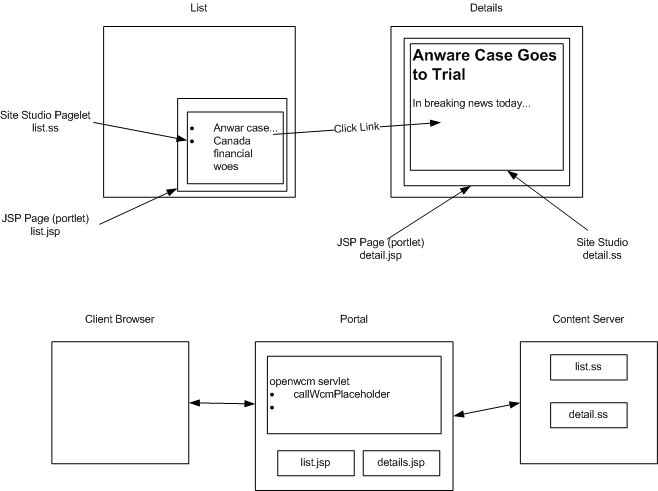 List
Details
Anware Case Goes
to Trial
In breaking news today...
Site Studio Pagelet
list.ss
• Anwar case...
• Canada
financial
woes
Click Link
JSP Page (portlet)
list.jsp
JSP Page (portlet)
detail.jsp
Site Studio
detail.ss
Client Browser
Portal
Content Server
openwcm servlet
• callWcmPlaceholder
•
list.jsp
details.jsp
list.ss
detail.ss